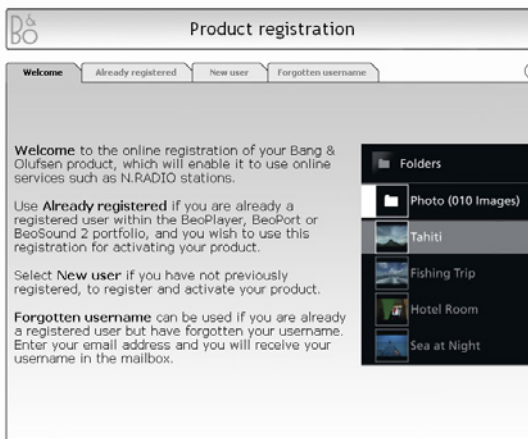 B&O
Product registration
Welcome
Already registered
New user
Forgotten username
Welcome to the online registration of your Bang &
Olufsen product, which will enable it to use online
services such as N.RADIO stations.
Use Already registered if you are already a
registered user within the BeoPlayer, BeoPort or
BeoSound 2 portfolio, and you wish to use this
registration for activating your product.
Select New user if you have not previously
registered, to register and activate your product.
Forgotten username can be used if you are already
a registered user but have forgotten your username.
Enter your email address and you will receive your
username in the mailbox.
Folders
Photo (010 Images)
Tahiti
Fishing Trip
Hotel Room
Sea at Night